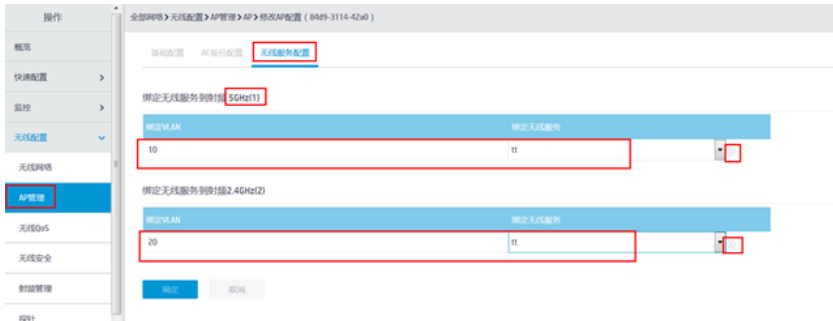 操作
全部网络>无线配置>AP管理>AP>修改AP配置（84d9-3114-42a0）
概览
基础配置 AC备份配置 无线服务配置
快速配置
绑定无线服务到射频5GHz(1)
监控
绑定VLAN 绑定无线服务
无线配置
10 tt
无线网络
绑定无线服务到射频2.4GHz(2)
AP管理
绑定VLAN 绑定无线服务
无线QoS
20 tt
无线安全
射频管理
确定 取消
探针